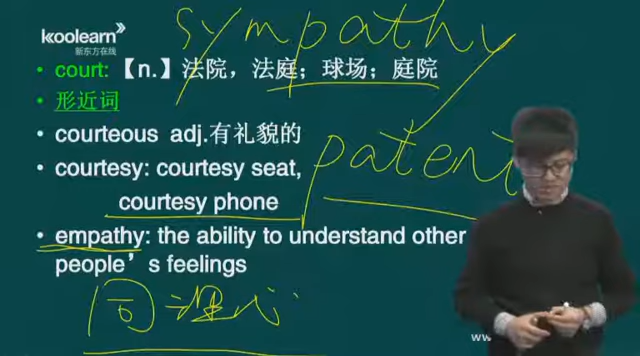 sympathy
koolearn
新东方在线
• court: 【n.】法院，法庭；球场；庭院
• 形近词
• courteous adj.有礼貌的
patent
• courtesy: courtesy seat,
courtesy phone
• empathy: the ability to understand other
people's feelings
同理心
ww